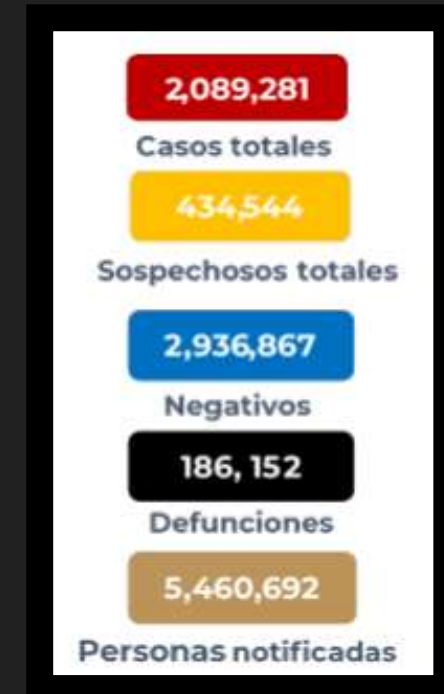 2,089,281
Casos totales
434,544
Sospechosos totales
2,936,867
Negativos
186, 152
Defunciones
5,460,692
Personas notificadas